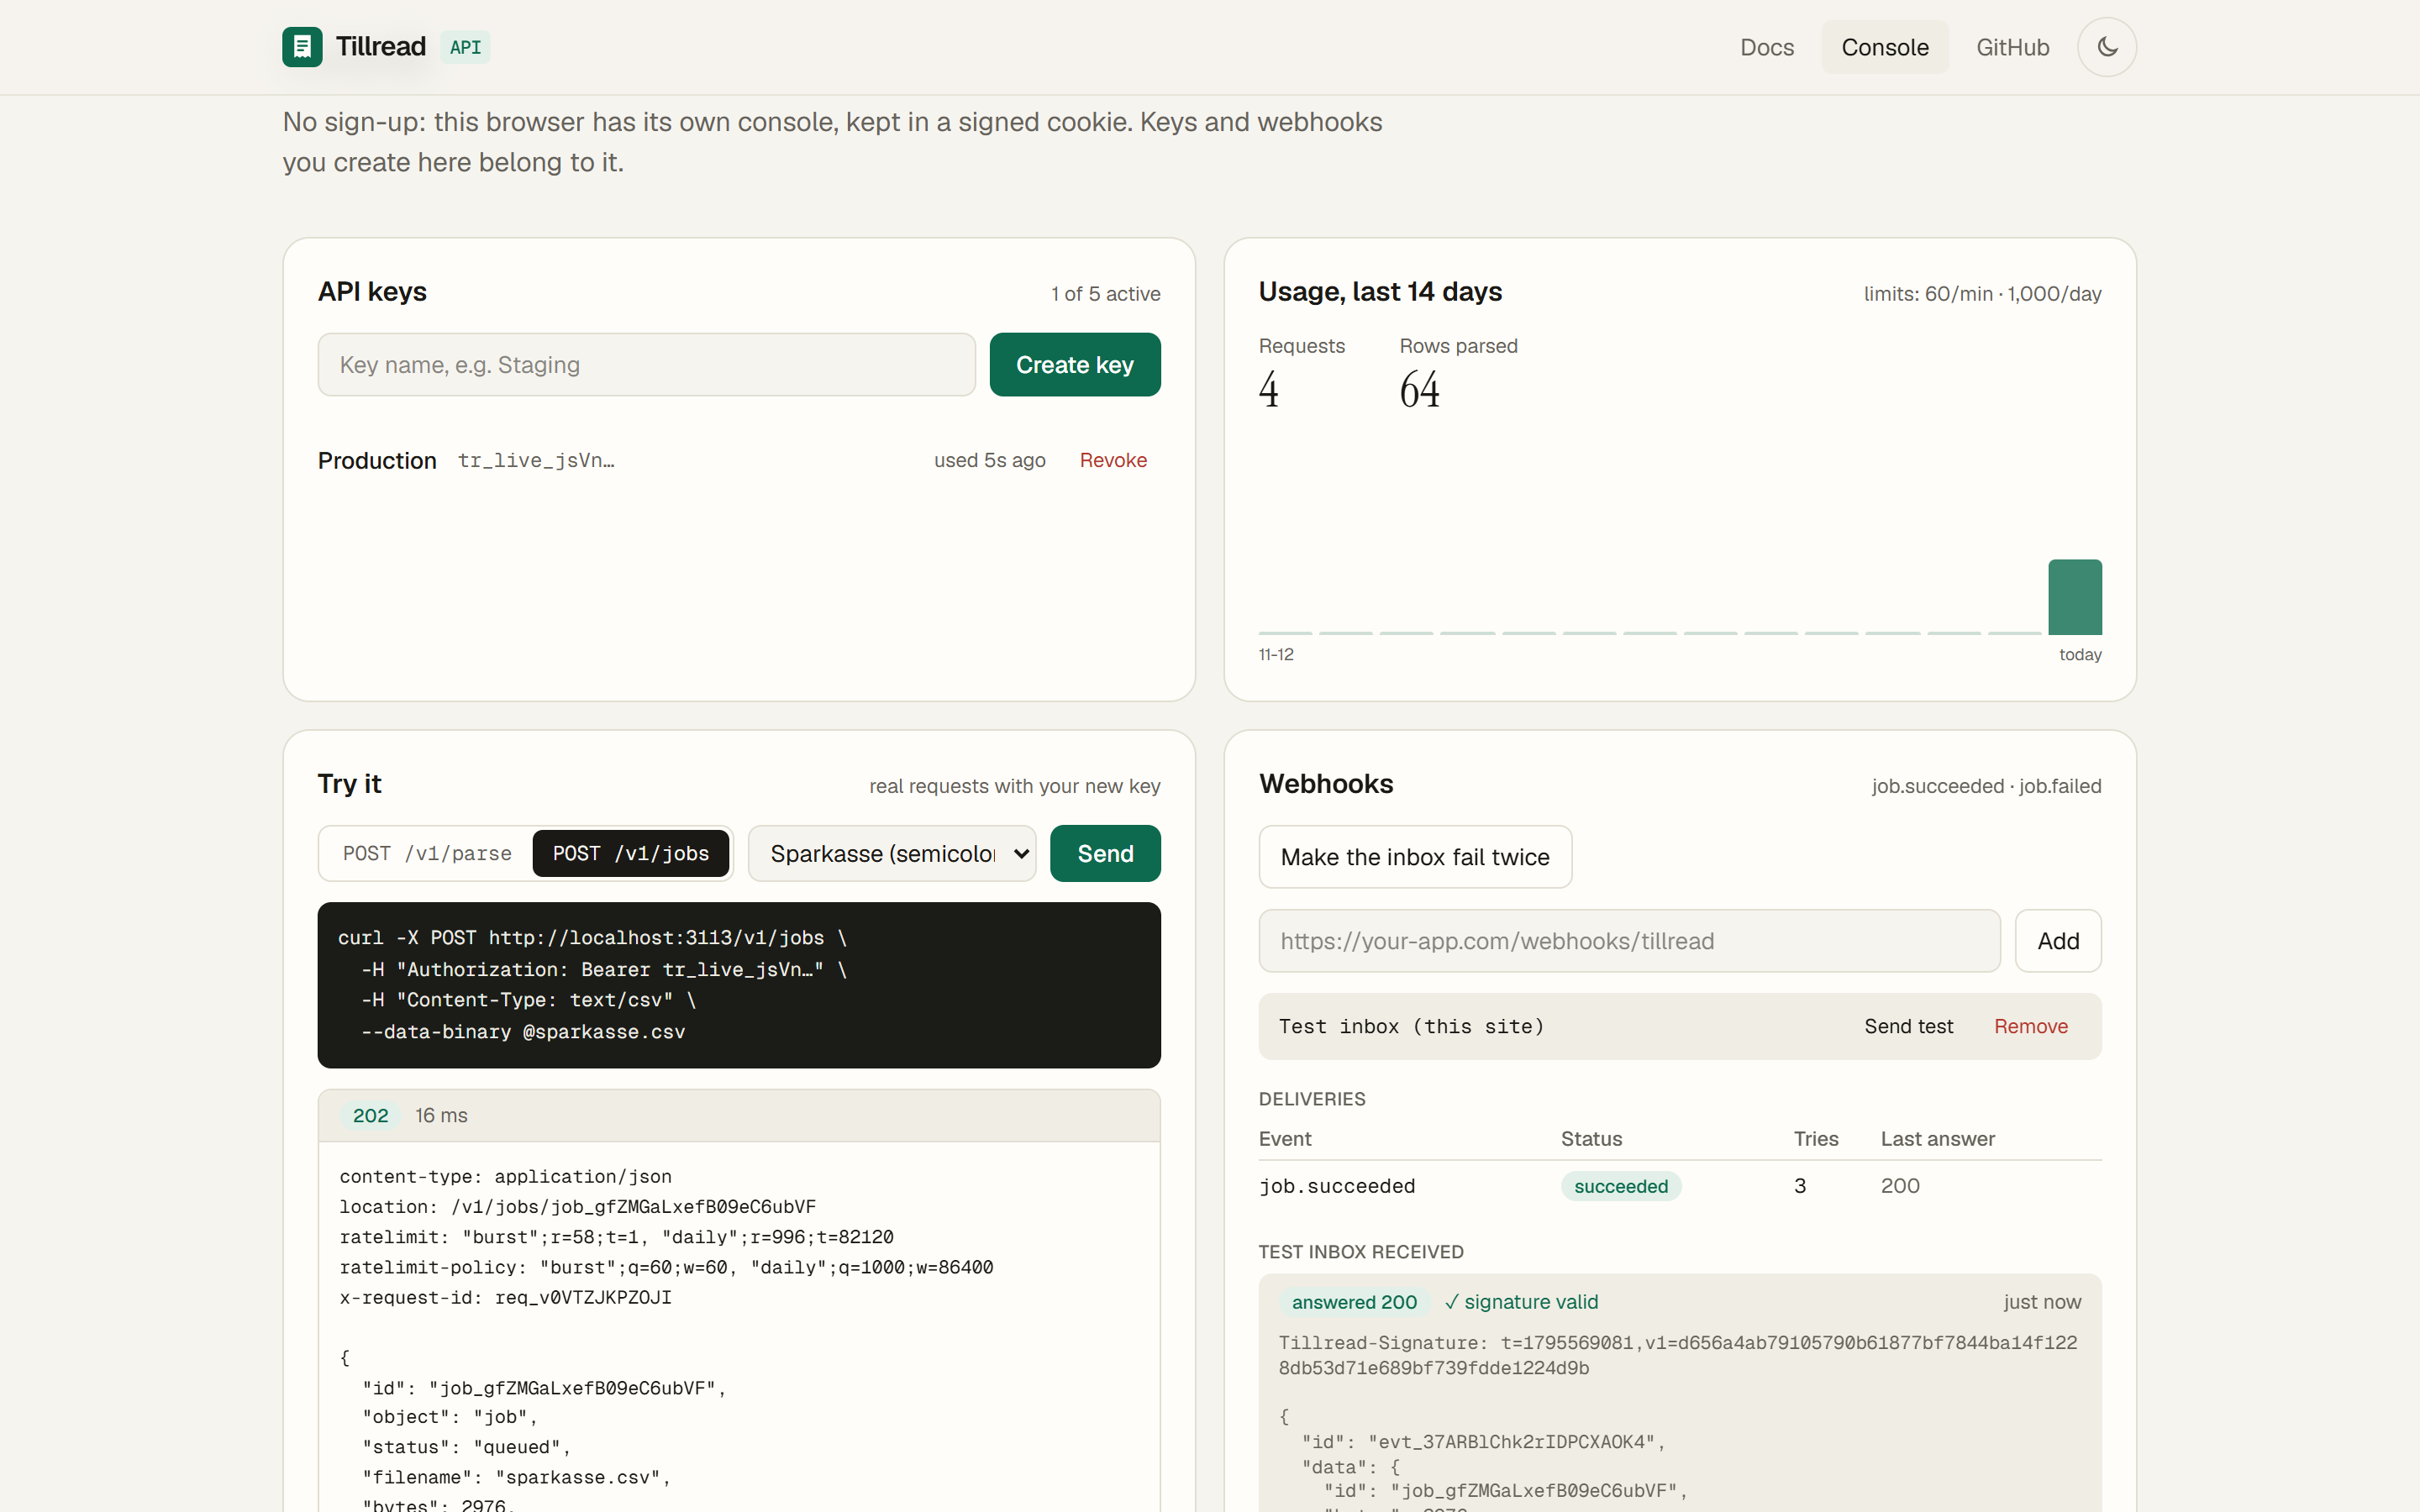 Tillread API
Docs
Console
GitHub
No sign-up: this browser has its own console, kept in a signed cookie. Keys and webhooks
you create here belong to it.
API keys
1 of 5 active
Key name, e.g. Staging
Create key
Production tr_live_jsVn… used 5s ago Revoke
Usage, last 14 days
limits: 60/min · 1,000/day
Requests Rows parsed
4 64
11-12 today
Try it
real requests with your new key
POST /v1/parse POST /v1/jobs Send
curl -X POST http://localhost:3113/v1/jobs \
-H "Authorization: Bearer tr_live_jsVn…" \
-H "Content-Type: text/csv" \
--data-binary @sparkasse.csv
202 16 ms
content-type: application/json
location: /v1/jobs/job_gfZMGaLxefB09eC6ubVF
ratelimit: "burst";r=58;t=1, "daily";r=996;t=82120
ratelimit-policy: "burst";q=60;w=60, "daily";q=1000;w=86400
x-request-id: req_v0VTZJKPZOJI
{
"id": "job_gfZMGaLxefB09eC6ubVF",
"object": "job",
"status": "queued",
"filename": "sparkasse.csv",
"bytes": 2976,
Webhooks
job.succeeded · job.failed
Make the inbox fail twice
https://your-app.com/webhooks/tillread
Add
Test inbox (this site) Send test Remove
DELIVERIES
Event Status Tries Last answer
job.succeeded succeeded 3 200
TEST INBOX RECEIVED
answered 200 ✓ signature valid just now
Tillread-Signature: t=1795569081,v1=d656a4ab79105790b61877bf7844ba14f122
8db53d71e689bf739fdde1224d9b
{
"id": "evt_37ARBlChk2rIDPCXAOK4",
"data": {
"id": "job_gfZMGaLxefB09eC6ubVF",